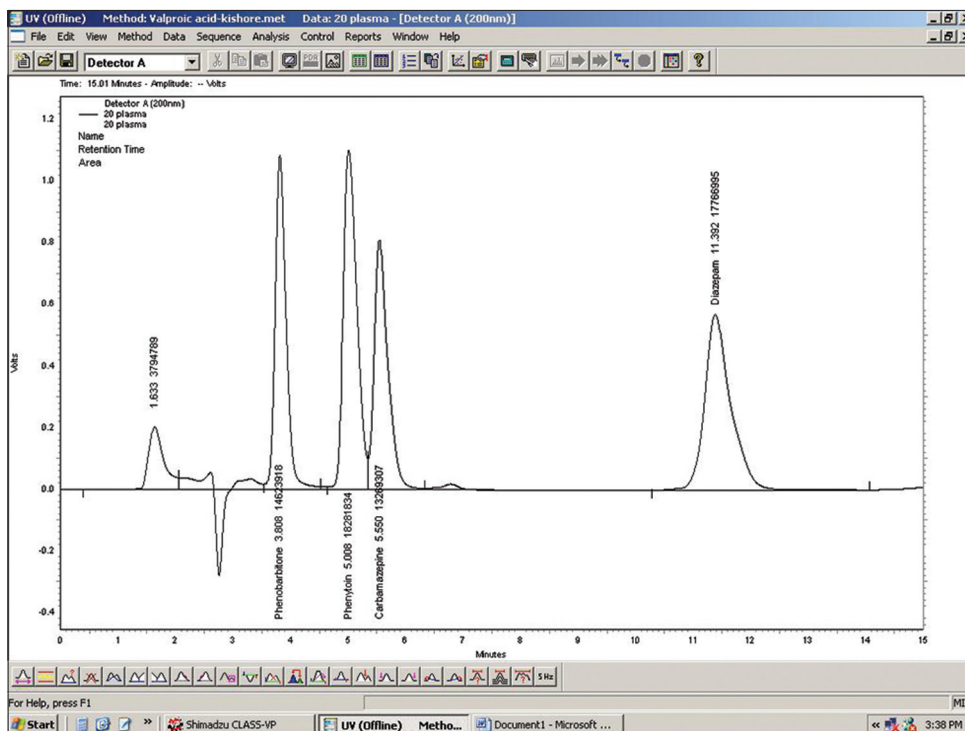 UV (Offline) Method: Valproic acid-kishore.met Data: 20 plasma - [Detector A (200nm)]
File Edit View Method Data Sequence Analysis Control Reports Window Help
Detector A
Time: 15.01 Minutes - Amplitude: -- Volts
Detector A (200nm)
20 plasma
20 plasma
Name
Retention Time
Area
1.2
1.0
0.8
0.6
0.4
0.2
0.0
-0.2
-0.4
Volts
1.633 3794789
Phenobarbitone 3.808 14623918
Phenytoin 5.008 18281834
Carbamazepine 5.550 13269307
Diazepam 11.392 17766995
0 1 2 3 4 5 6 7 8 9 10 11 12 13 14 15
Minutes
5 Hz
For Help, press F1
Start
»
Shimadzu CLASS-VP
UV (Offline) Metho...
Document1 - Microsoft ...
«
3:38 PM